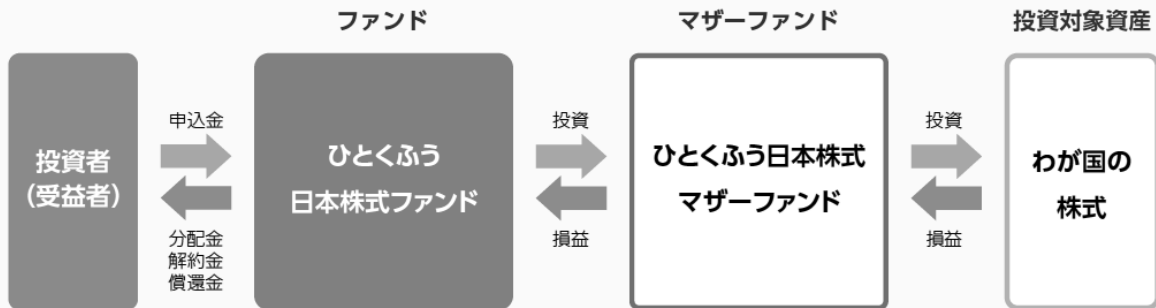 ファンド
マザーファンド
投資対象資産
投資者
(受益者)
申込金
分配金
解約金
償還金
ひとくふう
日本株式ファンド
投資
損益
ひとくふう日本株式
マザーファンド
投資
損益
わが国の
株式